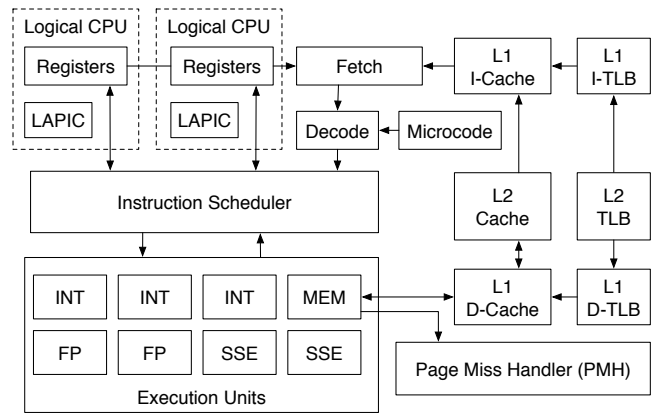 Logical CPU
Logical CPU
Registers
Registers
Fetch
L1
I-Cache
L1
I-TLB
LAPIC
LAPIC
Decode
Microcode
Instruction Scheduler
L2
Cache
L2
TLB
INT
INT
INT
MEM
L1
D-Cache
L1
D-TLB
FP
FP
SSE
SSE
Page Miss Handler (PMH)
Execution Units